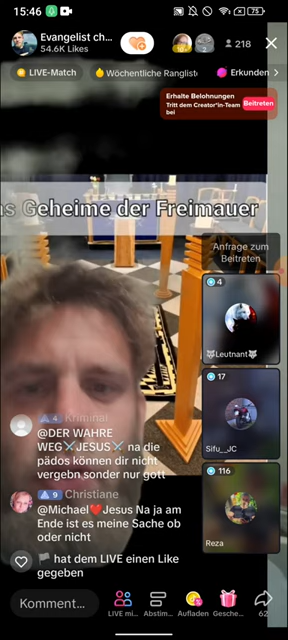 15:46
75
Evangelist ch...
54.6K Likes
218
LIVE-Match
Wöchentliche Ranglist
Erkunden
Erhalte Belohnungen
Tritt dem Creator*in-Team
bei
Beitreten
as Geheime der Freimauer
Anfrage zum
Beitreten
4
Leutnant
17
Sifu__JC
116
Reza
4 Kriminal
@DER WAHRE
WEG⚔️JESUS⚔️ na die
pädos können dir nicht
vergebn sonder nur gott
9 Christiane
@Michael❤️Jesus Na ja am
Ende ist es meine Sache ob
oder nicht
hat dem LIVE einen Like
gegeben
Komment...
LIVE mi...
Abstim...
Aufladen
Gesche...
62